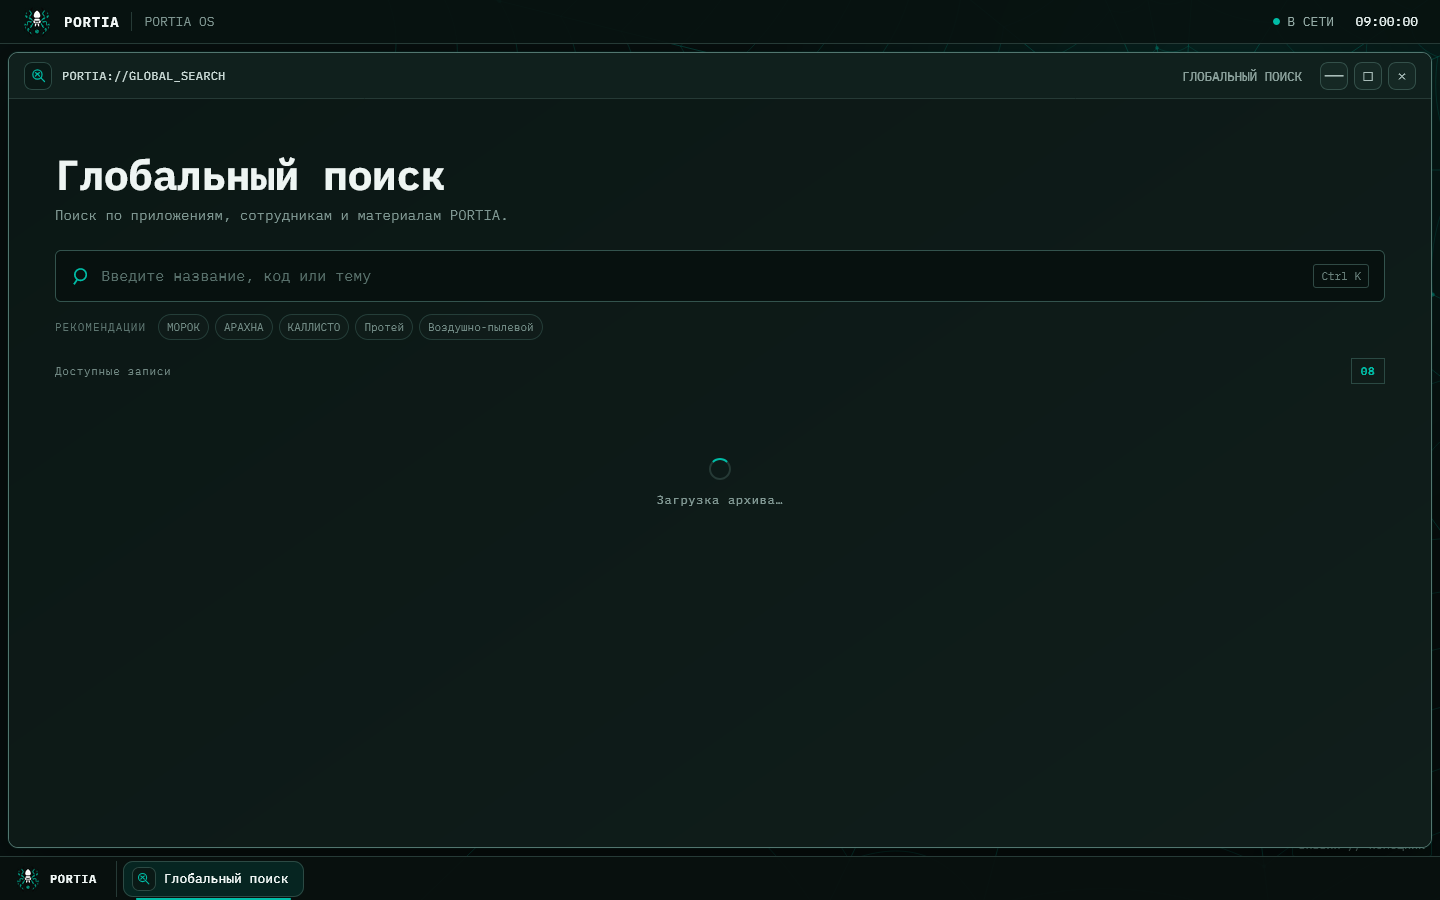 PORTIA PORTIA OS В СЕТИ 09:00:00
PORTIA://GLOBAL_SEARCH ГЛОБАЛЬНЫЙ ПОИСК
Глобальный поиск
Поиск по приложениям, сотрудникам и материалам PORTIA.
Введите название, код или тему Ctrl K
РЕКОМЕНДАЦИИ МОРОК АРАХНА КАЛЛИСТО Протей Воздушно-пылевой
Доступные записи 08
Загрузка архива…
PORTIA Глобальный поиск